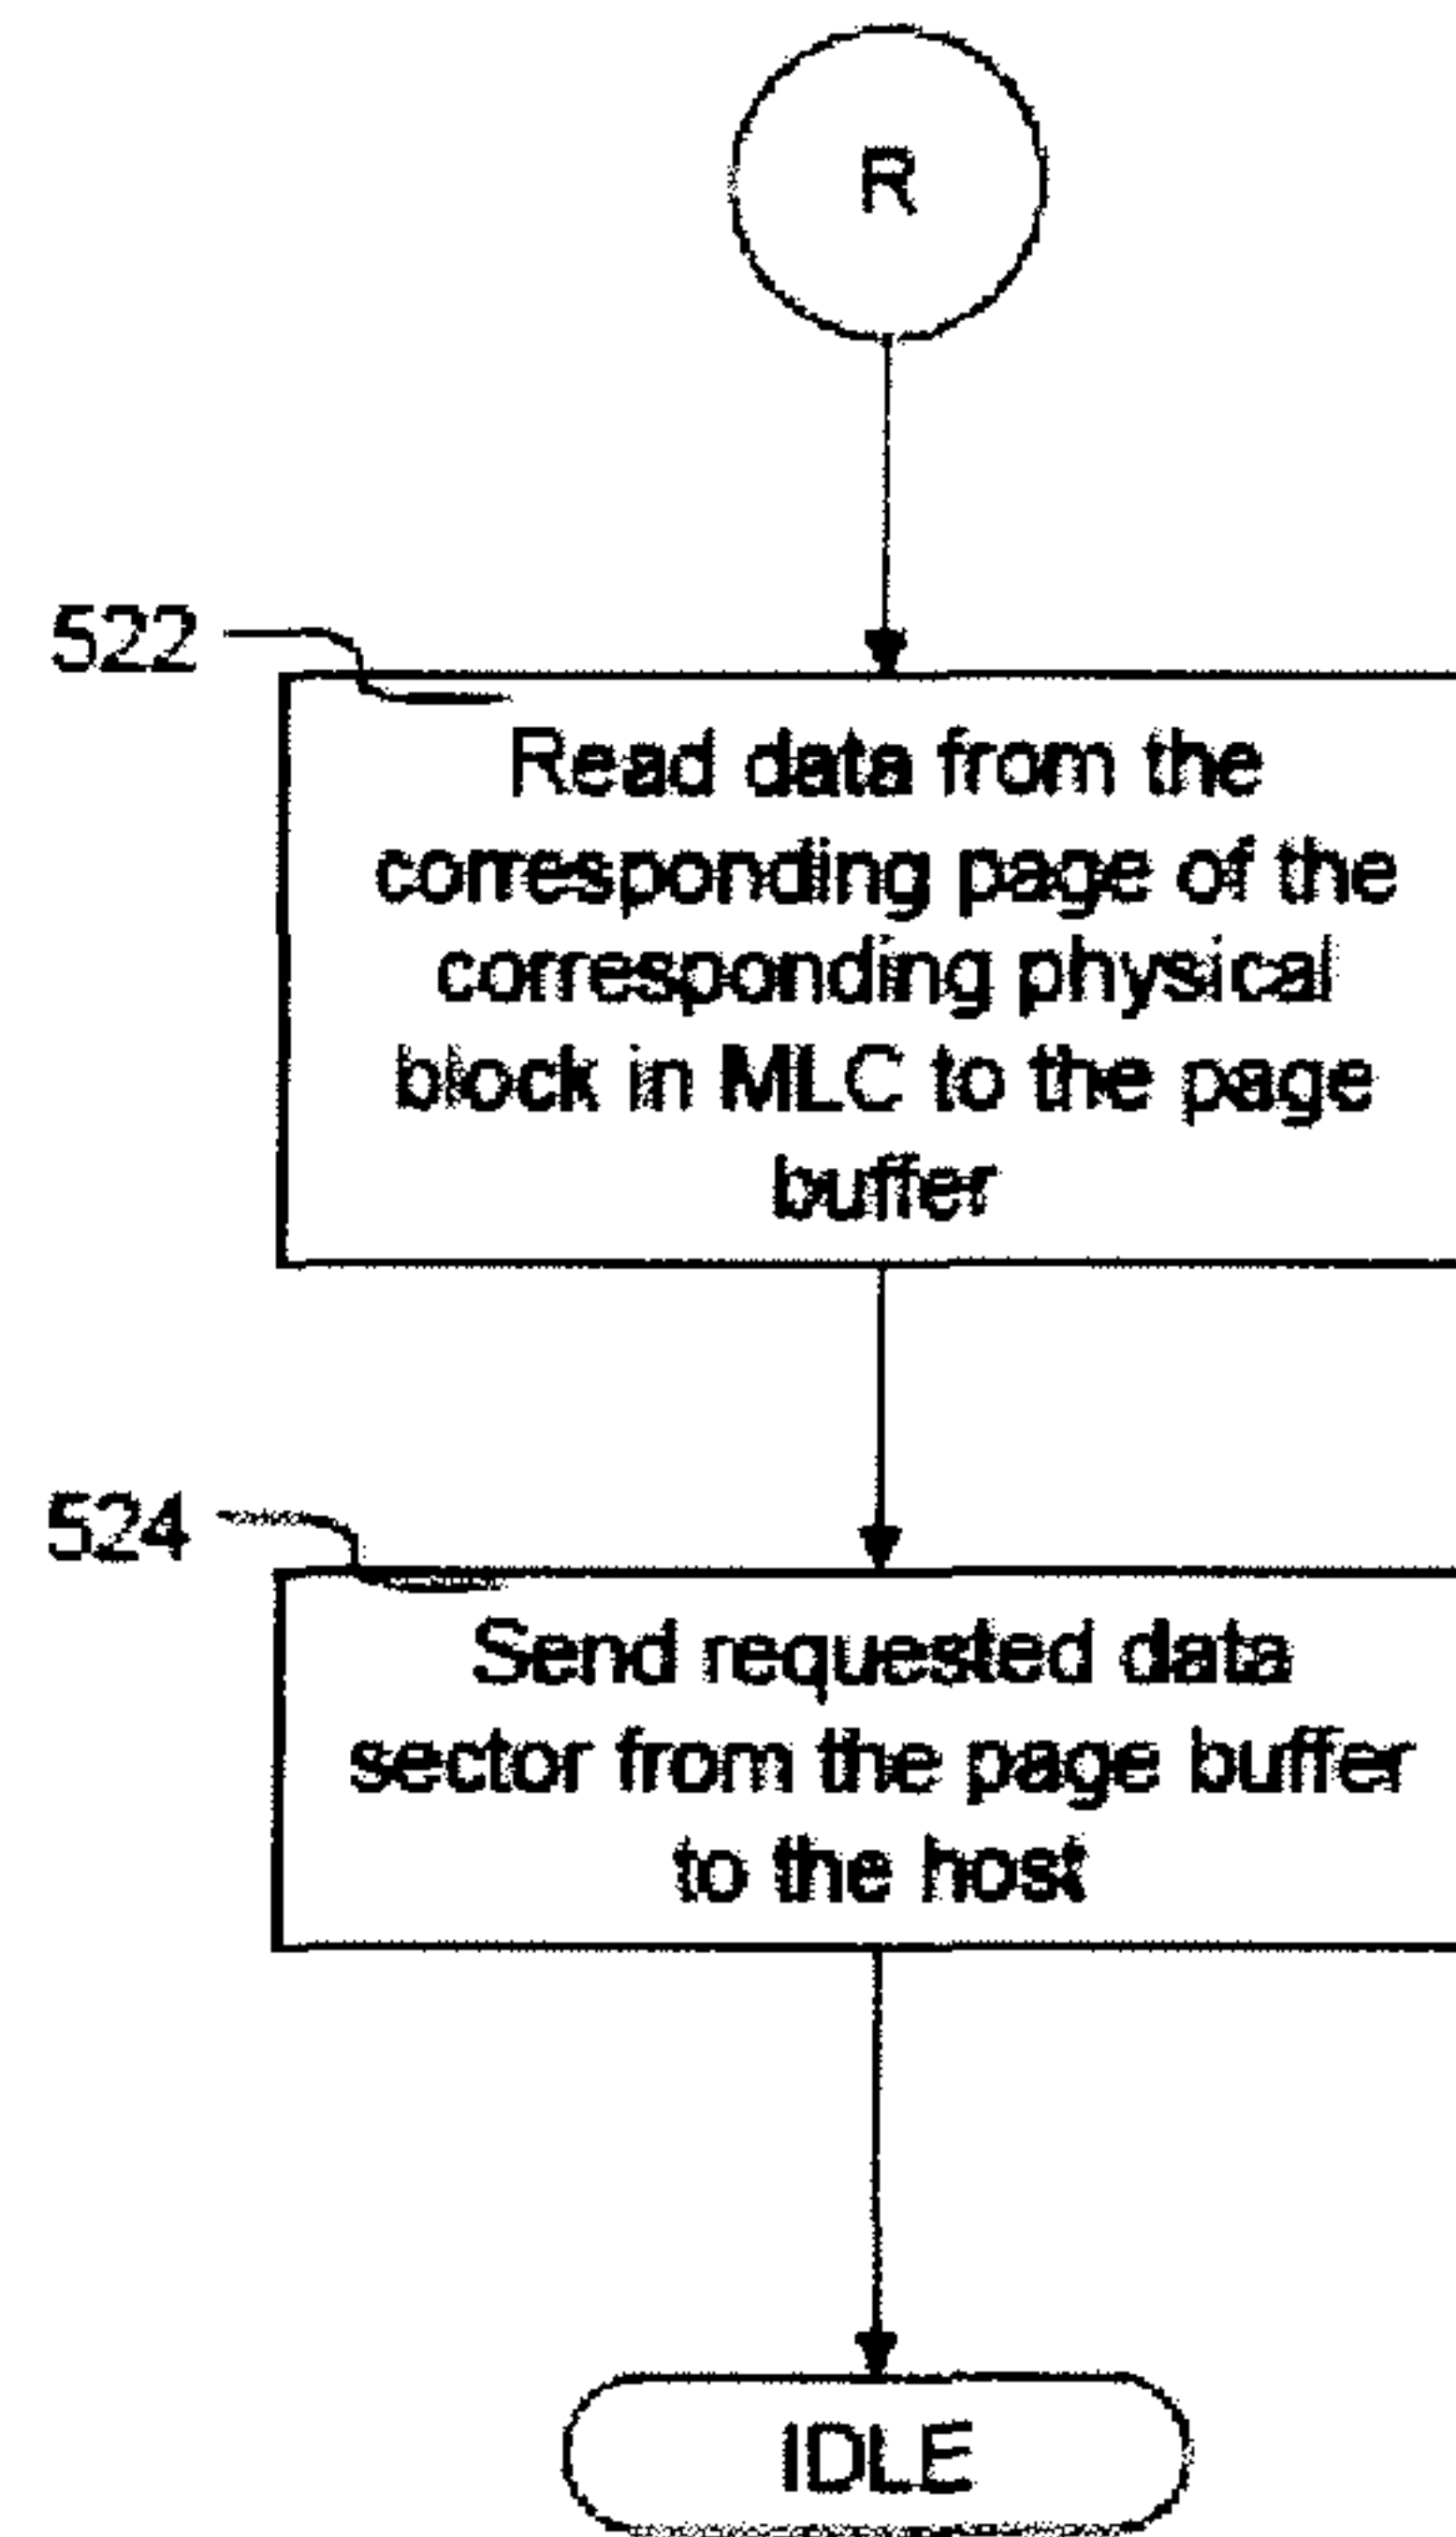 R
522
Read data from the
corresponding page of the
corresponding physical
block in MLC to the page
buffer
524
Send requested data
sector from the page buffer
to the host
IDLE